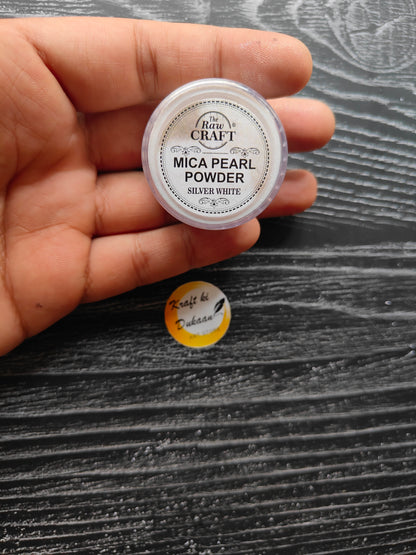 The
Raw
CRAFT®
MICA PEARL
POWDER
SILVER WHITE
Kraft ki
Dukaan